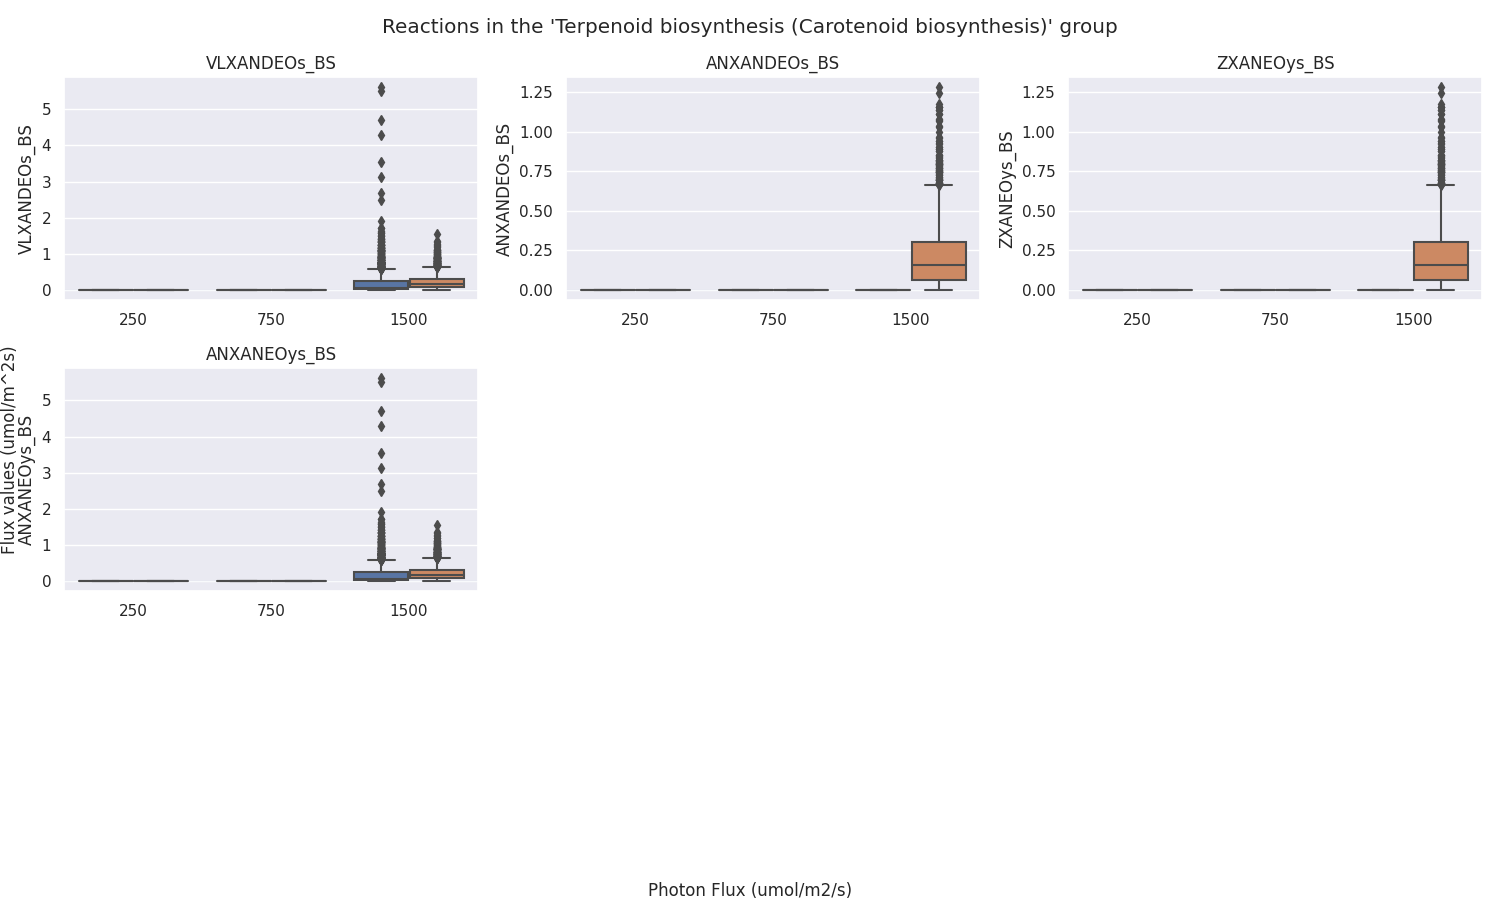 Reactions in the 'Terpenoid biosynthesis (Carotenoid biosynthesis)' group
VLXANDEOs_BS
VLXANDEOs_BS
5
4
3
2
1
0
250 750 1500
ANXANDEOs_BS
ANXANDEOs_BS
1.25
1.00
0.75
0.50
0.25
0.00
250 750 1500
ZXANEOys_BS
ZXANEOys_BS
1.25
1.00
0.75
0.50
0.25
0.00
250 750 1500
ANXANEOys_BS
Flux values (umol/m^2s)
ANXANEOys_BS
5
4
3
2
1
0
250 750 1500
Photon Flux (umol/m2/s)